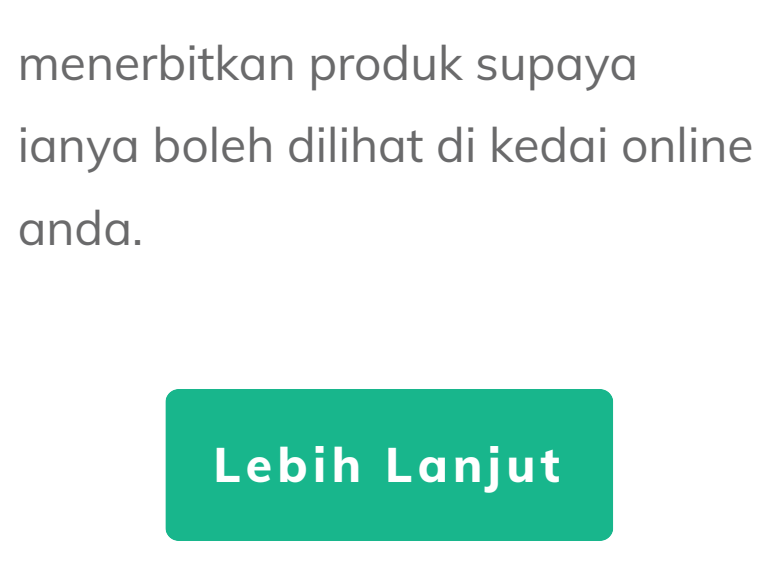 menerbitkan produk supaya
ianya boleh dilihat di kedai online
anda.
Lebih Lanjut